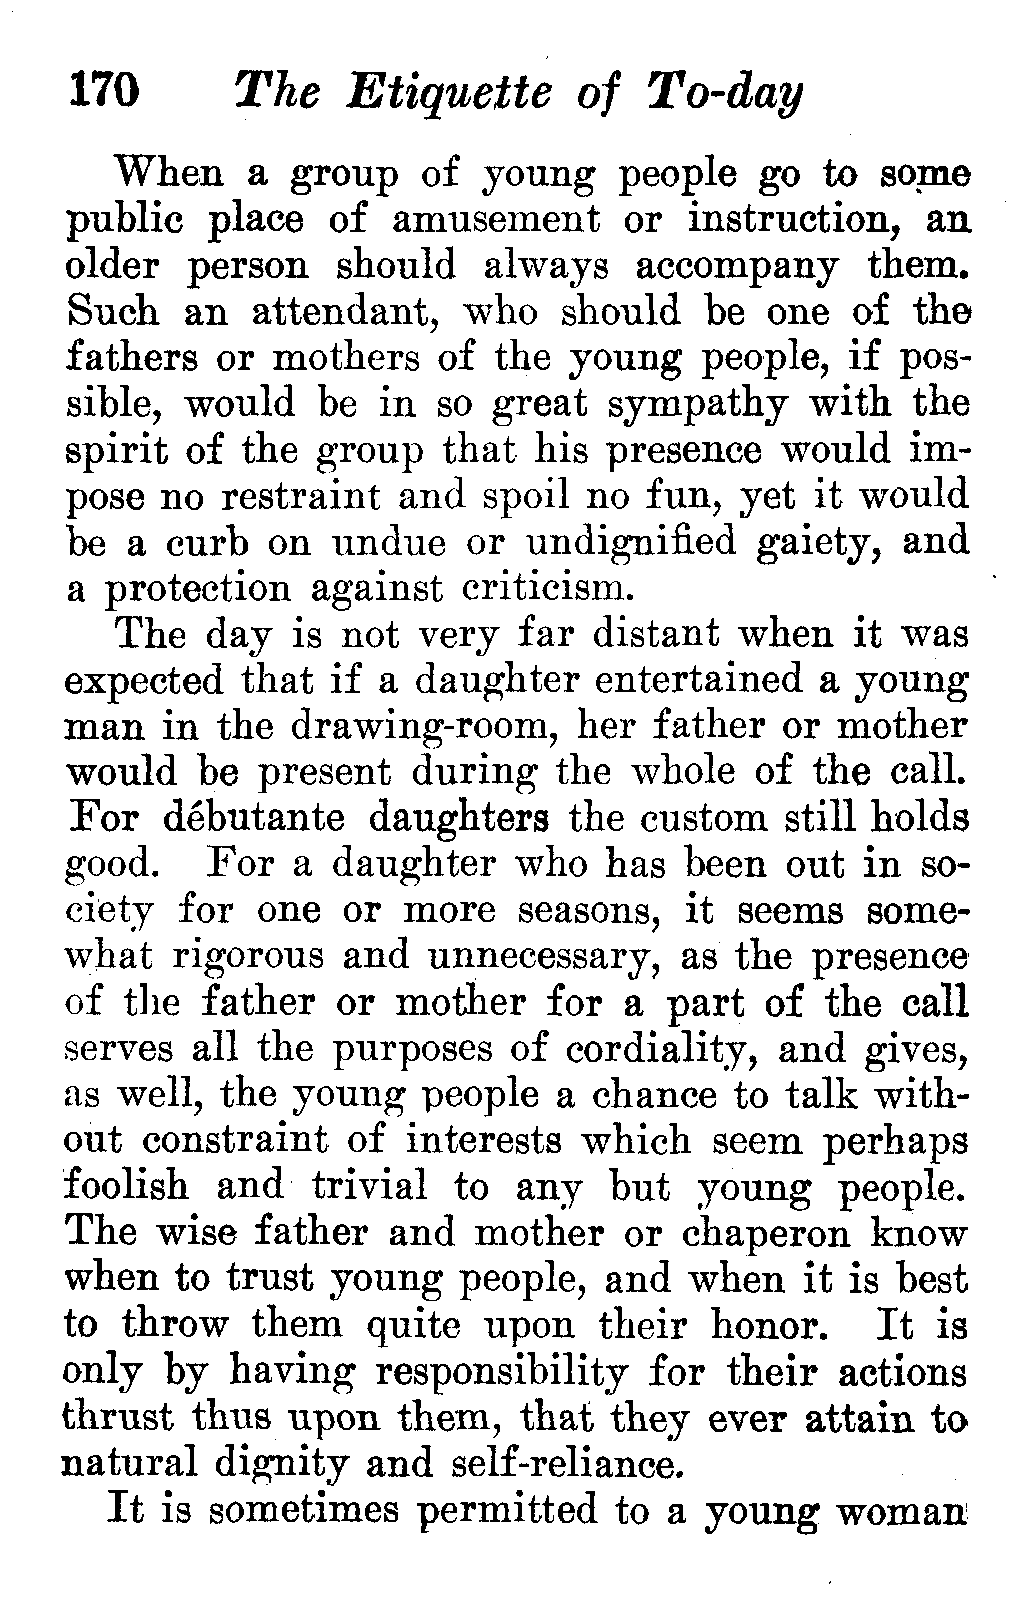 170 The Etiquette of To-day
When a group of young people go to some
public place of amusement or instruction, an
older person should always accompany them.
Such an attendant, who should be one of the
fathers or mothers of the young people, if pos-
sible, would be in so great sympathy with the
spirit of the group that his presence would im-
pose no restraint and spoil no fun, yet it would
be a curb on undue or undignified gaiety, and
a protection against criticism.
The day is not very far distant when it was
expected that if a daughter entertained a young
man in the drawing-room, her father or mother
would be present during the whole of the call.
For débutante daughters the custom still holds
good. For a daughter who has been out in so-
ciety for one or more seasons, it seems some-
what rigorous and unnecessary, as the presence
of the father or mother for a part of the call
serves all the purposes of cordiality, and gives,
as well, the young people a chance to talk with-
out constraint of interests which seem perhaps
foolish and trivial to any but young people.
The wise father and mother or chaperon know
when to trust young people, and when it is best
to throw them quite upon their honor. It is
only by having responsibility for their actions
thrust thus upon them, that they ever attain to
natural dignity and self-reliance.
It is sometimes permitted to a young woman